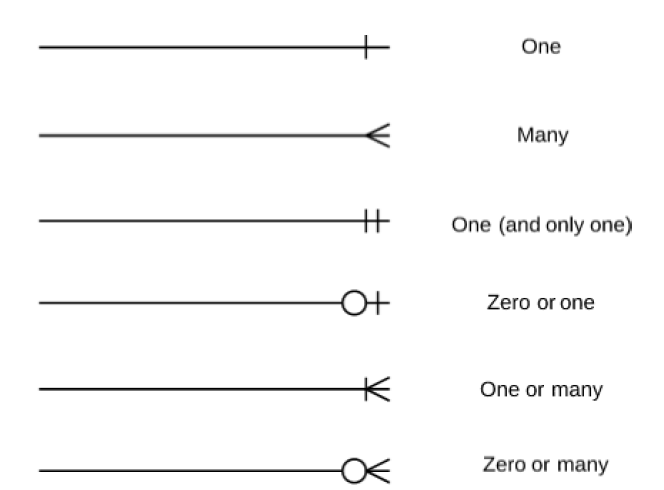 One
Many
One (and only one)
Zero or one
One or many
Zero or many